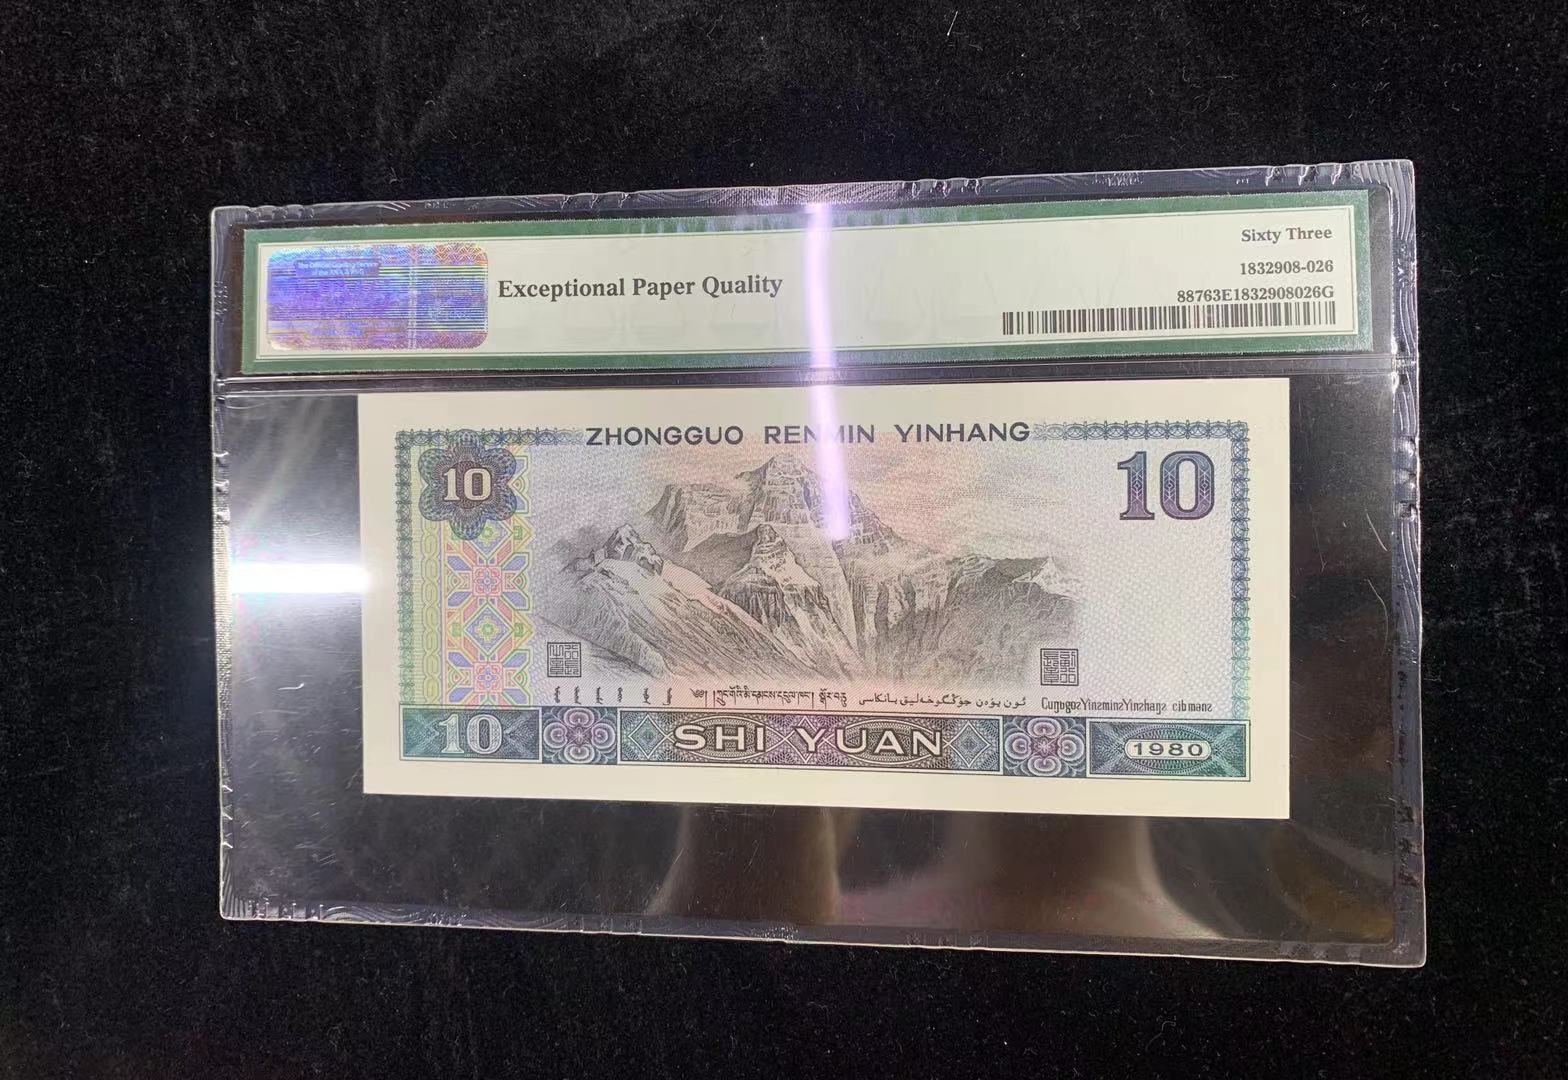 Sixty Three
Exceptional Paper Quality
1832908-026
88763E1832908026G
ZHONGGUO RENMIN YINHANG
10
10
10
SHI YUAN
1980